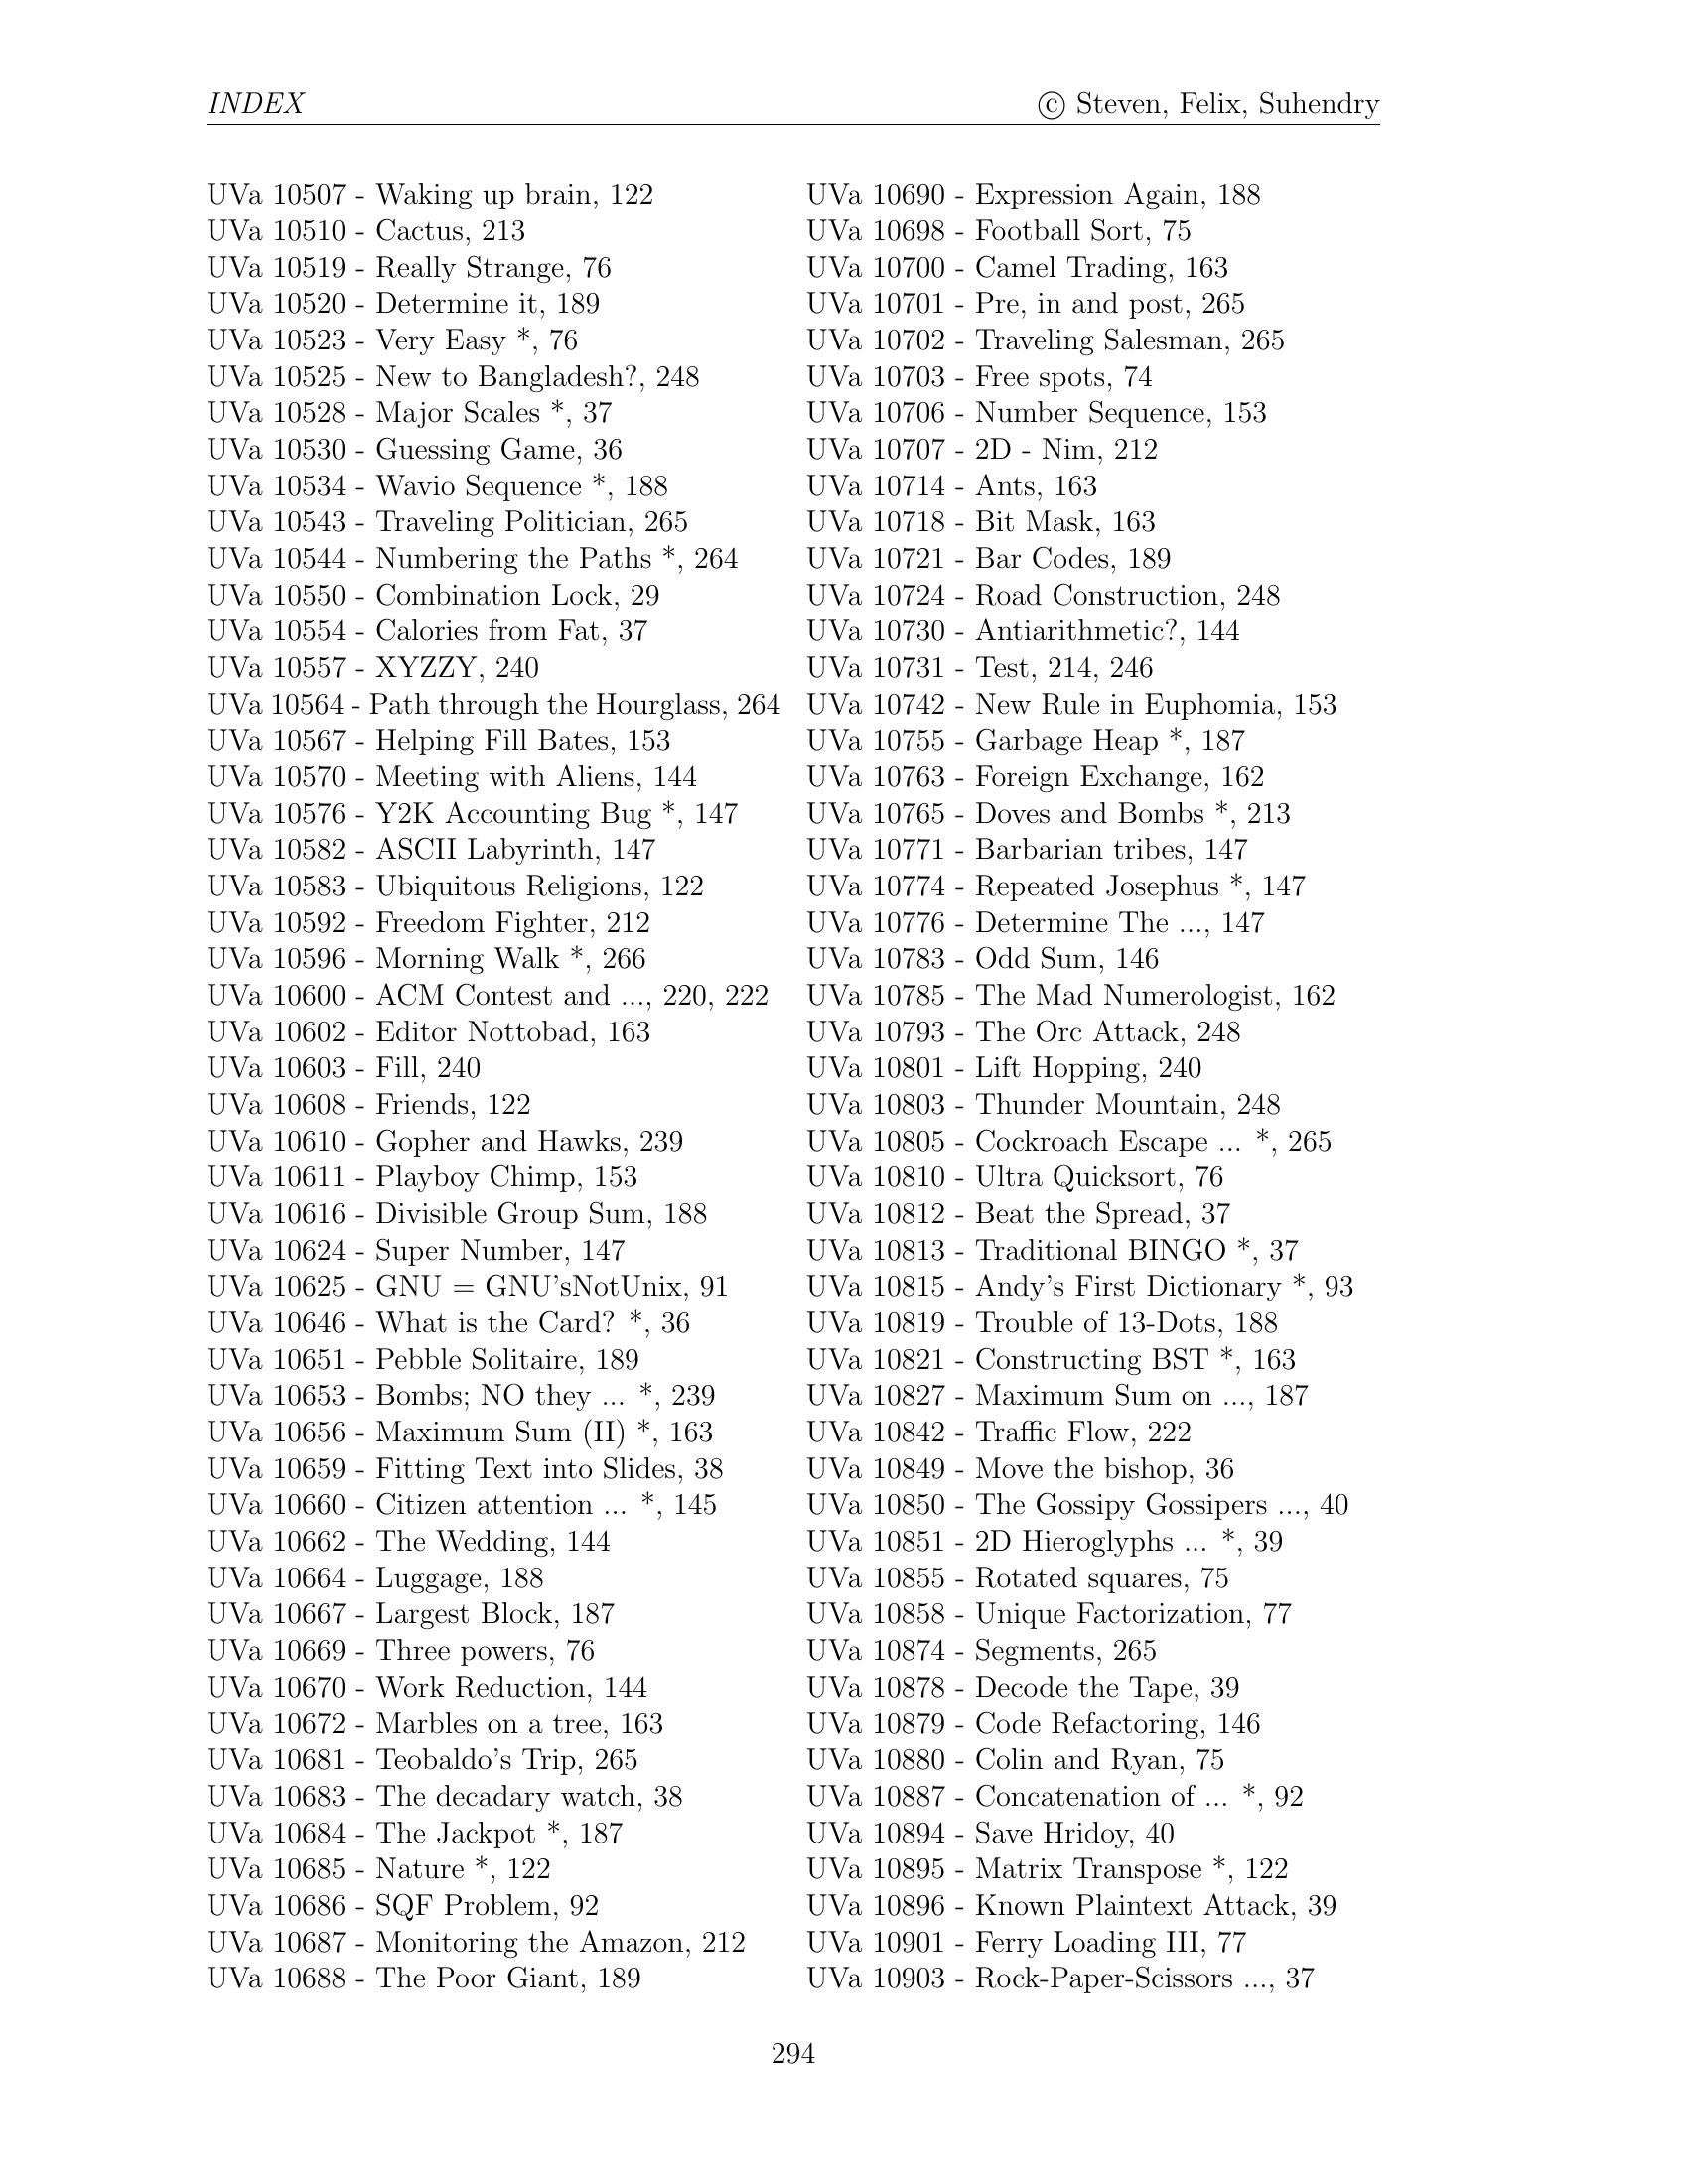 INDEX
© Steven, Felix, Suhendry
UVa 10507 - Waking up brain, 122
UVa 10510 - Cactus, 213
UVa 10519 - Really Strange, 76
UVa 10520 - Determine it, 189
UVa 10523 - Very Easy *, 76
UVa 10525 - New to Bangladesh?, 248
UVa 10528 - Major Scales *, 37
UVa 10530 - Guessing Game, 36
UVa 10534 - Wavio Sequence *, 188
UVa 10543 - Traveling Politician, 265
UVa 10544 - Numbering the Paths *, 264
UVa 10550 - Combination Lock, 29
UVa 10554 - Calories from Fat, 37
UVa 10557 - XYZZY, 240
UVa 10564 - Path through the Hourglass, 264
UVa 10567 - Helping Fill Bates, 153
UVa 10570 - Meeting with Aliens, 144
UVa 10576 - Y2K Accounting Bug *, 147
UVa 10582 - ASCII Labyrinth, 147
UVa 10583 - Ubiquitous Religions, 122
UVa 10592 - Freedom Fighter, 212
UVa 10596 - Morning Walk *, 266
UVa 10600 - ACM Contest and ..., 220, 222
UVa 10602 - Editor Nottobad, 163
UVa 10603 - Fill, 240
UVa 10608 - Friends, 122
UVa 10610 - Gopher and Hawks, 239
UVa 10611 - Playboy Chimp, 153
UVa 10616 - Divisible Group Sum, 188
UVa 10624 - Super Number, 147
UVa 10625 - GNU = GNU'sNotUnix, 91
UVa 10646 - What is the Card? *, 36
UVa 10651 - Pebble Solitaire, 189
UVa 10653 - Bombs; NO they ... *, 239
UVa 10656 - Maximum Sum (II) *, 163
UVa 10659 - Fitting Text into Slides, 38
UVa 10660 - Citizen attention ... *, 145
UVa 10662 - The Wedding, 144
UVa 10664 - Luggage, 188
UVa 10667 - Largest Block, 187
UVa 10669 - Three powers, 76
UVa 10670 - Work Reduction, 144
UVa 10672 - Marbles on a tree, 163
UVa 10681 - Teobaldo's Trip, 265
UVa 10683 - The decadary watch, 38
UVa 10684 - The Jackpot *, 187
UVa 10685 - Nature *, 122
UVa 10686 - SQF Problem, 92
UVa 10687 - Monitoring the Amazon, 212
UVa 10688 - The Poor Giant, 189
UVa 10690 - Expression Again, 188
UVa 10698 - Football Sort, 75
UVa 10700 - Camel Trading, 163
UVa 10701 - Pre, in and post, 265
UVa 10702 - Traveling Salesman, 265
UVa 10703 - Free spots, 74
UVa 10706 - Number Sequence, 153
UVa 10707 - 2D - Nim, 212
UVa 10714 - Ants, 163
UVa 10718 - Bit Mask, 163
UVa 10721 - Bar Codes, 189
UVa 10724 - Road Construction, 248
UVa 10730 - Antiarithmetic?, 144
UVa 10731 - Test, 214, 246
UVa 10742 - New Rule in Euphomia, 153
UVa 10755 - Garbage Heap *, 187
UVa 10763 - Foreign Exchange, 162
UVa 10765 - Doves and Bombs *, 213
UVa 10771 - Barbarian tribes, 147
UVa 10774 - Repeated Josephus *, 147
UVa 10776 - Determine The ..., 147
UVa 10783 - Odd Sum, 146
UVa 10785 - The Mad Numerologist, 162
UVa 10793 - The Orc Attack, 248
UVa 10801 - Lift Hopping, 240
UVa 10803 - Thunder Mountain, 248
UVa 10805 - Cockroach Escape ... *, 265
UVa 10810 - Ultra Quicksort, 76
UVa 10812 - Beat the Spread, 37
UVa 10813 - Traditional BINGO *, 37
UVa 10815 - Andy's First Dictionary *, 93
UVa 10819 - Trouble of 13-Dots, 188
UVa 10821 - Constructing BST *, 163
UVa 10827 - Maximum Sum on ..., 187
UVa 10842 - Traffic Flow, 222
UVa 10849 - Move the bishop, 36
UVa 10850 - The Gossipy Gossipers ..., 40
UVa 10851 - 2D Hieroglyphs ... *, 39
UVa 10855 - Rotated squares, 75
UVa 10858 - Unique Factorization, 77
UVa 10874 - Segments, 265
UVa 10878 - Decode the Tape, 39
UVa 10879 - Code Refactoring, 146
UVa 10880 - Colin and Ryan, 75
UVa 10887 - Concatenation of ... *, 92
UVa 10894 - Save Hridoy, 40
UVa 10895 - Matrix Transpose *, 122
UVa 10896 - Known Plaintext Attack, 39
UVa 10901 - Ferry Loading III, 77
UVa 10903 - Rock-Paper-Scissors ..., 37
294